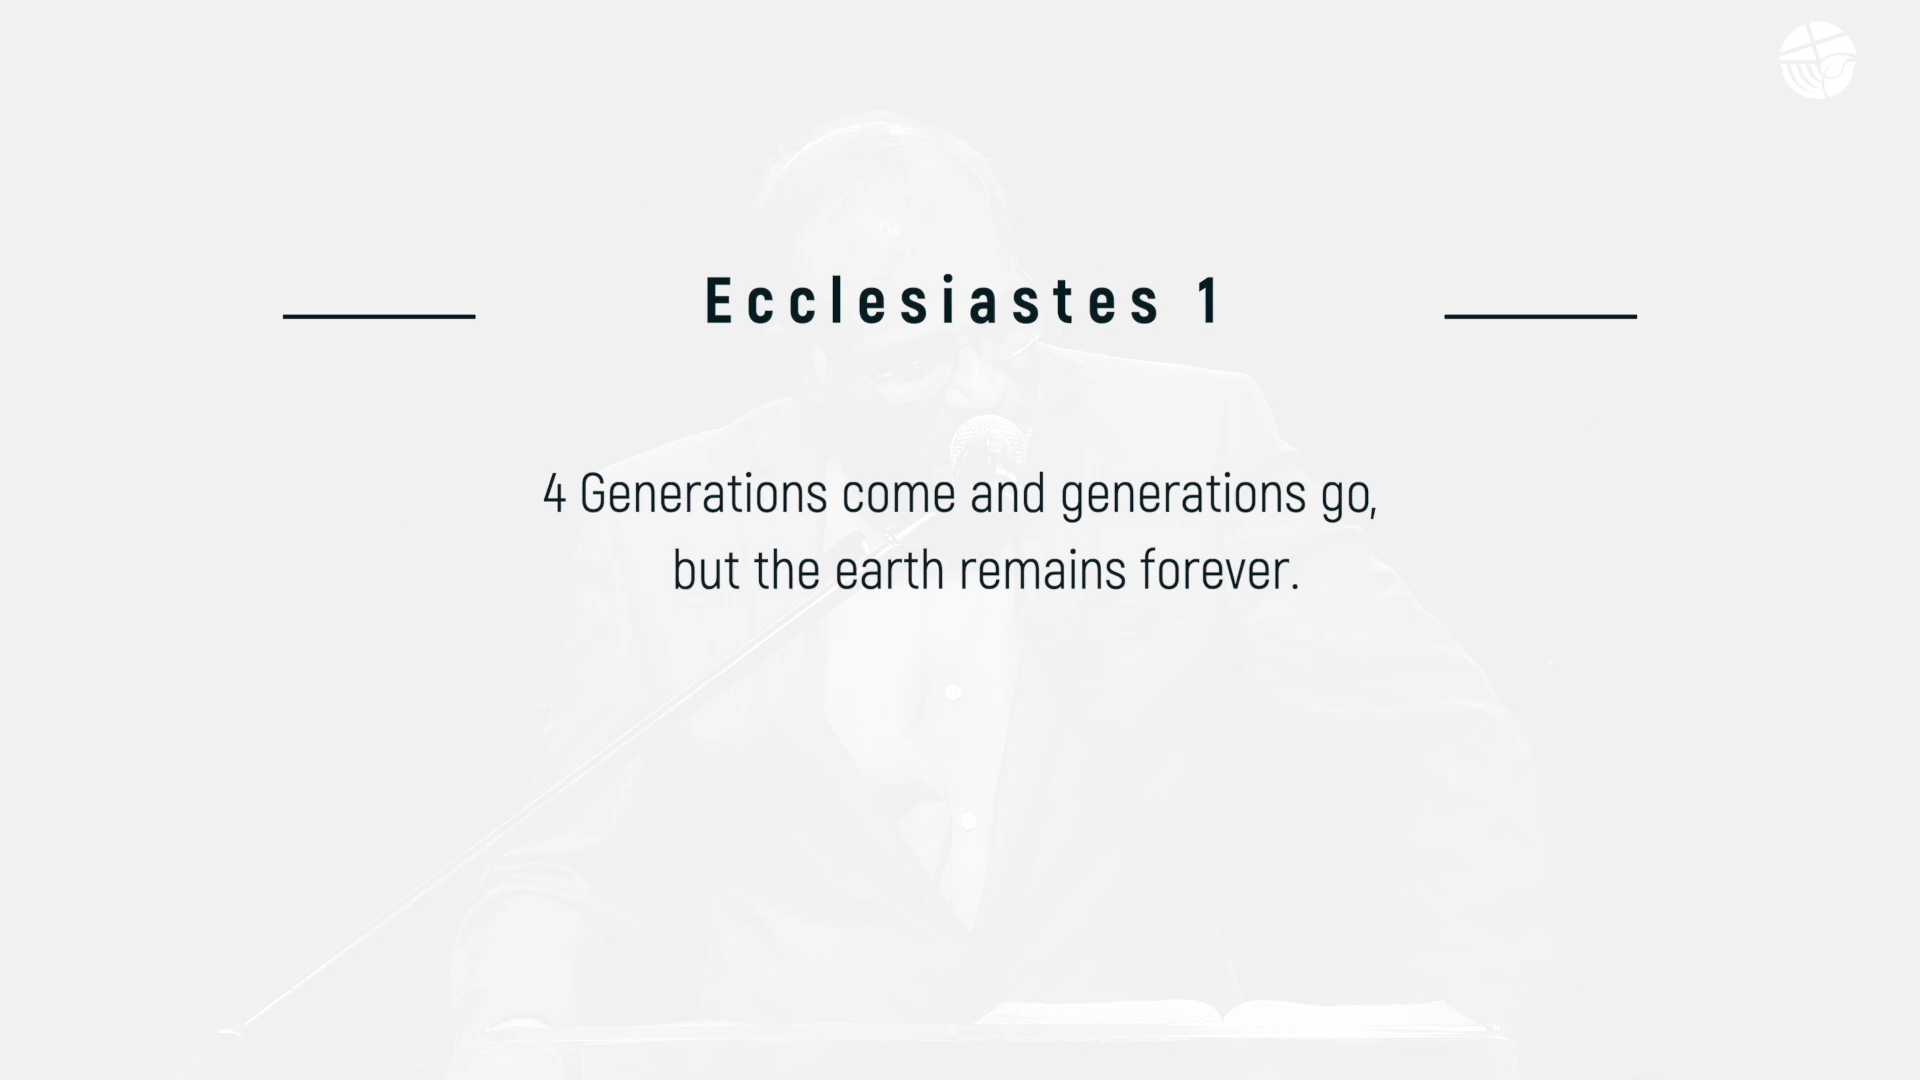 Ecclesiastes 1
4 Generations come and generations go,
but the earth remains forever.